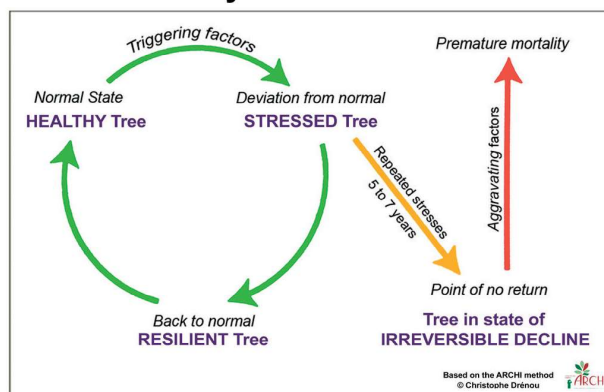 Triggering factors
Premature mortality
Normal State
HEALTHY Tree
Deviation from normal
STRESSED Tree
Repeated stresses
5 to 7 years
Aggravating factors
Back to normal
RESILIENT Tree
Point of no return
Tree in state of
IRREVERSIBLE DECLINE
Based on the ARCHI method
© Christophe Drénou
ARCHI